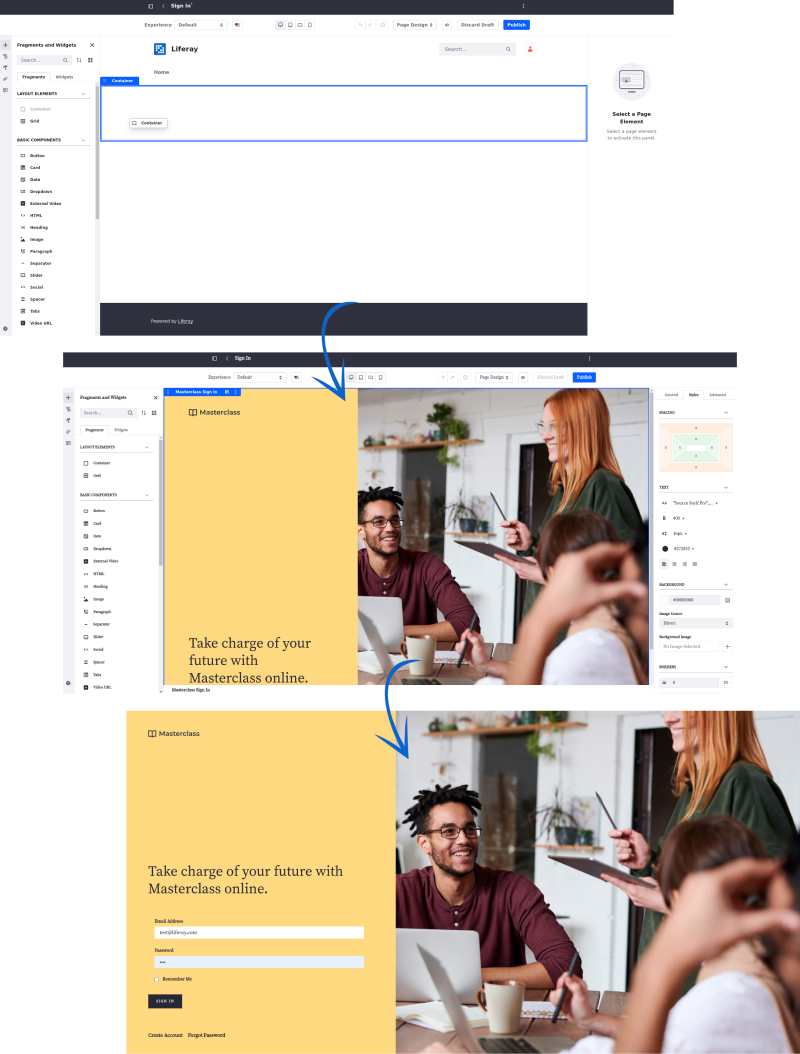 Sign In*
Experience Default Page Design Discard Draft Publish
Fragments and Widgets
Search...
Fragments Widgets
LAYOUT ELEMENTS
Container
Grid
BASIC COMPONENTS
Button
Card
Date
Dropdown
External Video
HTML
Heading
Image
Paragraph
Separator
Slider
Social
Spacer
Tabs
Video URL
Liferay
Search...
Home
Container
Container
Powered by Liferay
Select a Page
Element
Select a page element
to activate this panel.
Sign In
Experience Default Page Design Discard Draft Publish
Fragments and Widgets
Search...
Fragments Widgets
LAYOUT ELEMENTS
Container
Grid
BASIC COMPONENTS
Button
Card
Date
Dropdown
External Video
HTML
Heading
Image
Paragraph
Separator
Slider
Social
Spacer
Tabs
Video URL
Masterclass Sign In
Masterclass
Take charge of your
future with
Masterclass online.
Masterclass Sign In
General Styles Advanced
SPACING
TEXT
"Source Serif Pro",...
400
16px
#272833
BACKGROUND
Image Source
Direct
Background Image
No Image Selected
BORDERS
0 PX
Masterclass
Take charge of your future with
Masterclass online.
Email Address
test@liferay.com
Password
Remember Me
SIGN IN
Create Account Forgot Password